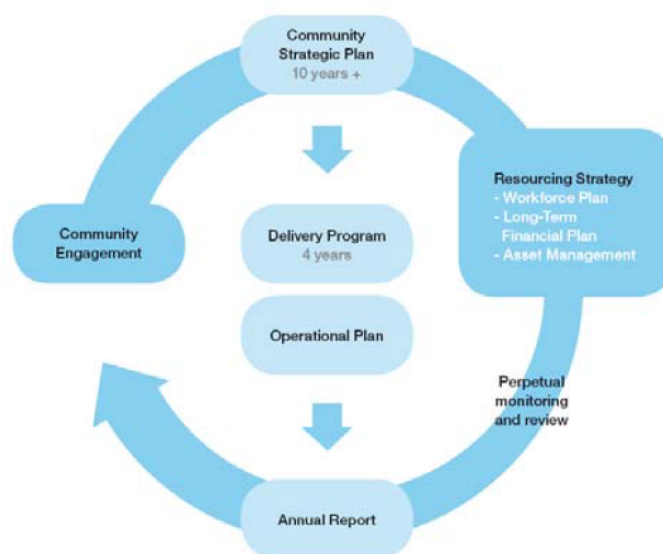 Community
Strategic Plan
10 years +
Resourcing Strategy
- Workforce Plan
- Long-Term
Financial Plan
- Asset Management
Community
Engagement
Delivery Program
4 years
Operational Plan
Perpetual
monitoring
and review
Annual Report